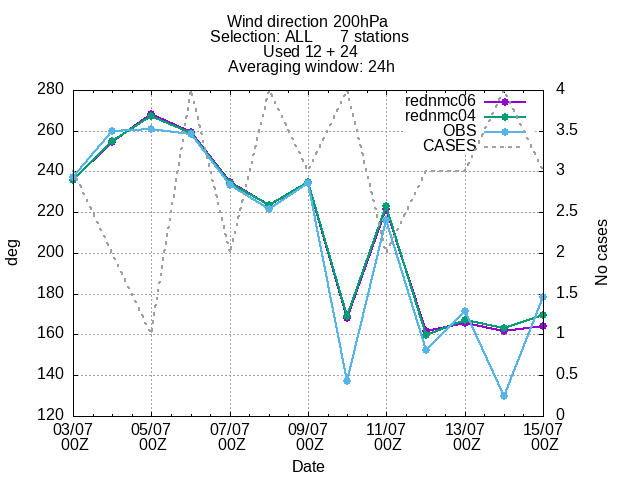 Wind direction 200hPa
Selection: ALL 7 stations
Used 12 + 24
Averaging window: 24h
rednmc06
rednmc04
OBS
CASES
280
260
240
220
200
180
160
140
120
4
3.5
3
2.5
2
1.5
1
0.5
0
deg
No cases
03/07 05/07 07/07 09/07 11/07 13/07 15/07
00Z 00Z 00Z 00Z 00Z 00Z 00Z
Date